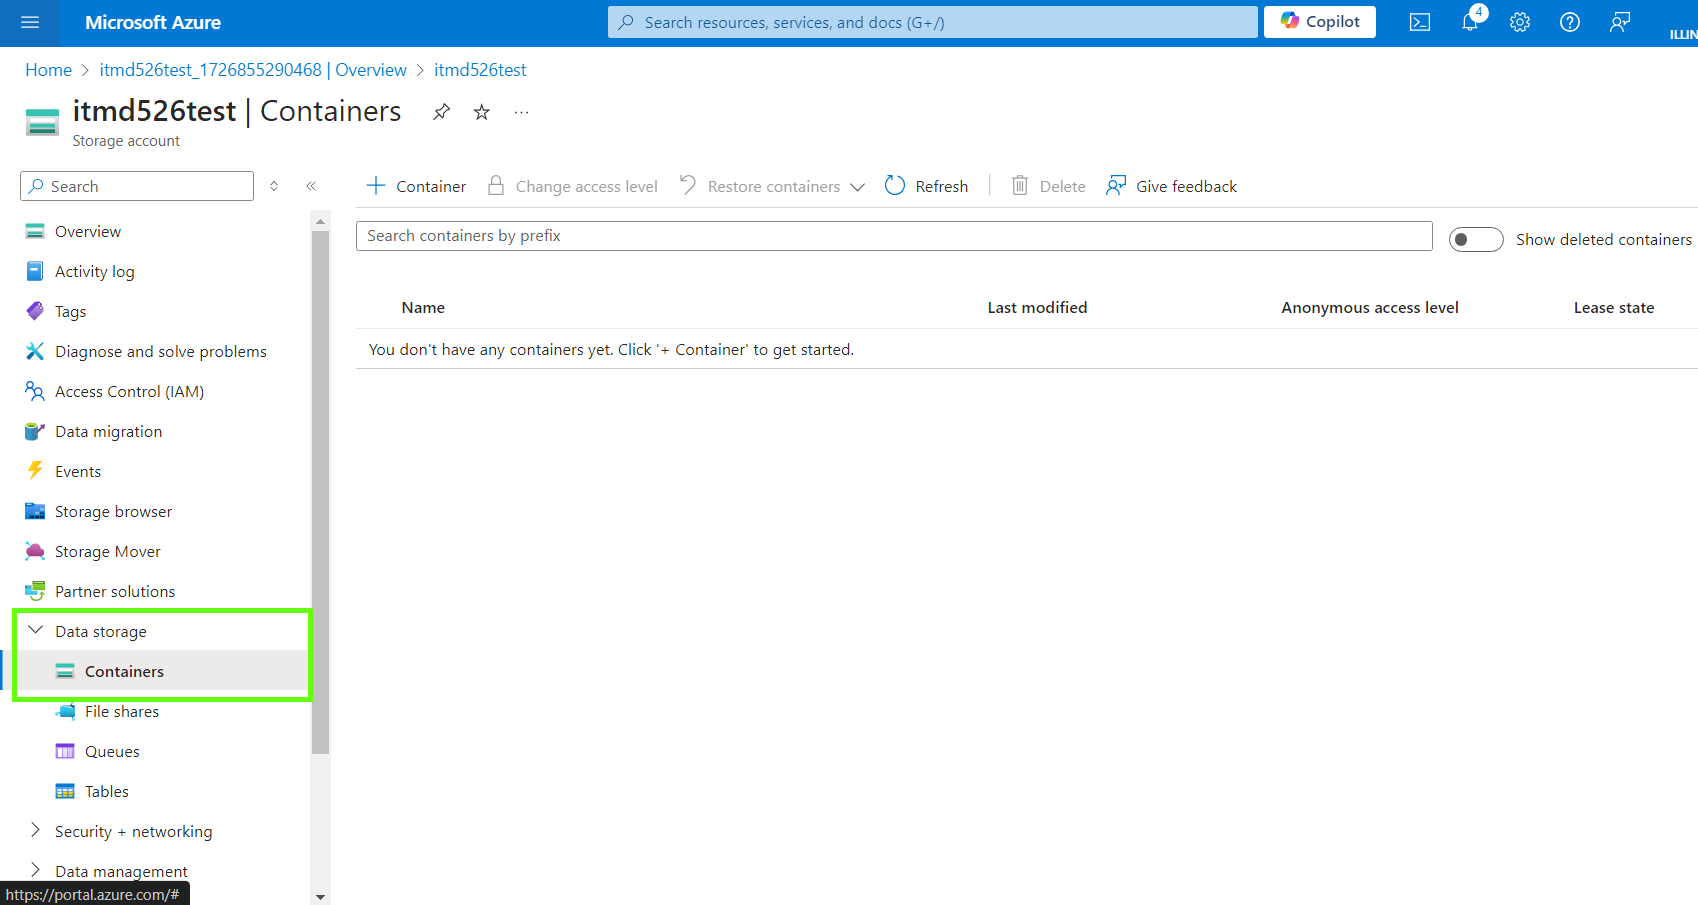 Microsoft Azure
Search resources, services, and docs (G+/)
Copilot
4
ILLIN
Home > itmd526test_1726855290468 | Overview > itmd526test
itmd526test | Containers
Storage account
Search
Container
Change access level
Restore containers
Refresh
Delete
Give feedback
Search containers by prefix
Show deleted containers
Overview
Activity log
Tags
Diagnose and solve problems
Access Control (IAM)
Data migration
Events
Storage browser
Storage Mover
Partner solutions
Data storage
Containers
File shares
Queues
Tables
Security + networking
Data management
Name
Last modified
Anonymous access level
Lease state
You don't have any containers yet. Click '+ Container' to get started.
https://portal.azure.com/#